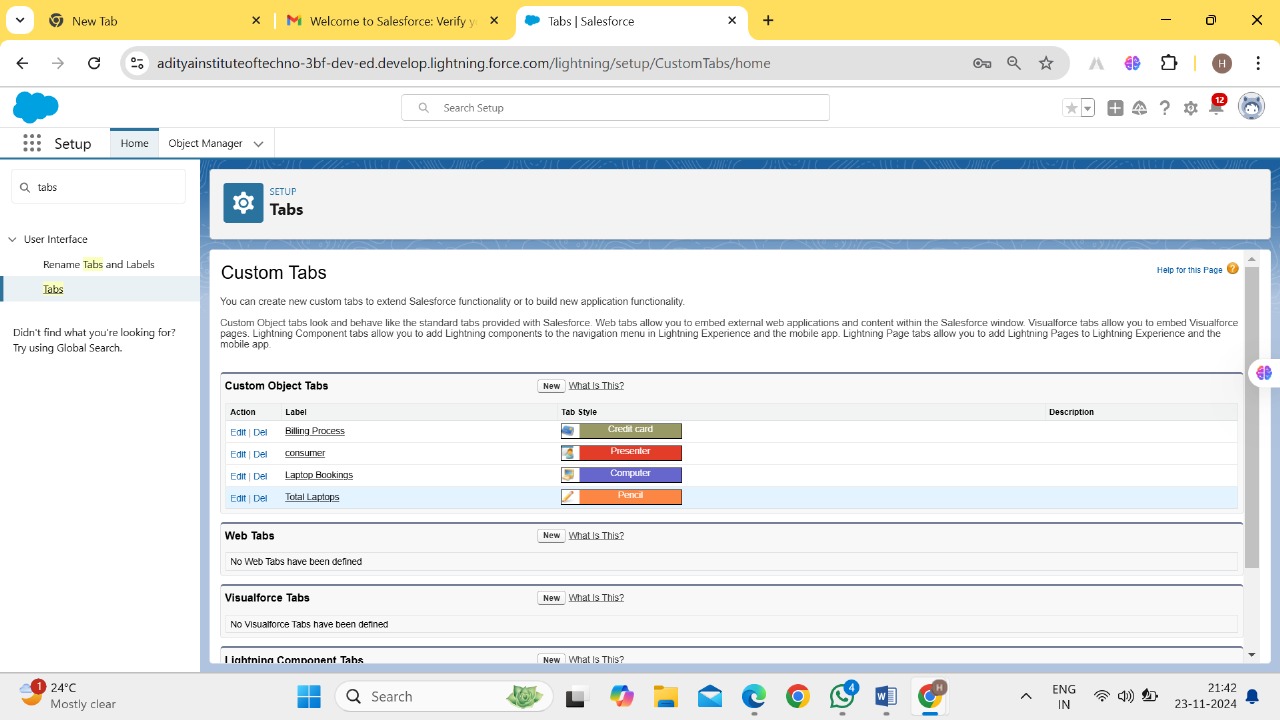 New Tab
Welcome to Salesforce: Verify yo
Tabs | Salesforce
adityainstituteoftechno-3bf-dev-ed.develop.lightning.force.com/lightning/setup/CustomTabs/home
H
Search Setup
12
Setup
Home
Object Manager
tabs
User Interface
Rename Tabs and Labels
Tabs
Didn't find what you're looking for?
Try using Global Search.
SETUP
Tabs
Custom Tabs
Help for this Page ?
You can create new custom tabs to extend Salesforce functionality or to build new application functionality.
Custom Object tabs look and behave like the standard tabs provided with Salesforce. Web tabs allow you to embed external web applications and content within the Salesforce window. Visualforce tabs allow you to embed Visualforce
pages. Lightning Component tabs allow you to add Lightning components to the navigation menu in Lightning Experience and the mobile app. Lightning Page tabs allow you to add Lightning Pages to Lightning Experience and the
mobile app.
Custom Object Tabs New What Is This?
Action Label Tab Style Description
Edit | Del Billing Process Credit card
Edit | Del consumer Presenter
Edit | Del Laptop Bookings Computer
Edit | Del Total Laptops Pencil
Web Tabs New What Is This?
No Web Tabs have been defined
Visualforce Tabs New What Is This?
No Visualforce Tabs have been defined
Lightning Component Tabs New What Is This?
1
24°C
Mostly clear
Search
4
H
ENG
IN
21:42
23-11-2024